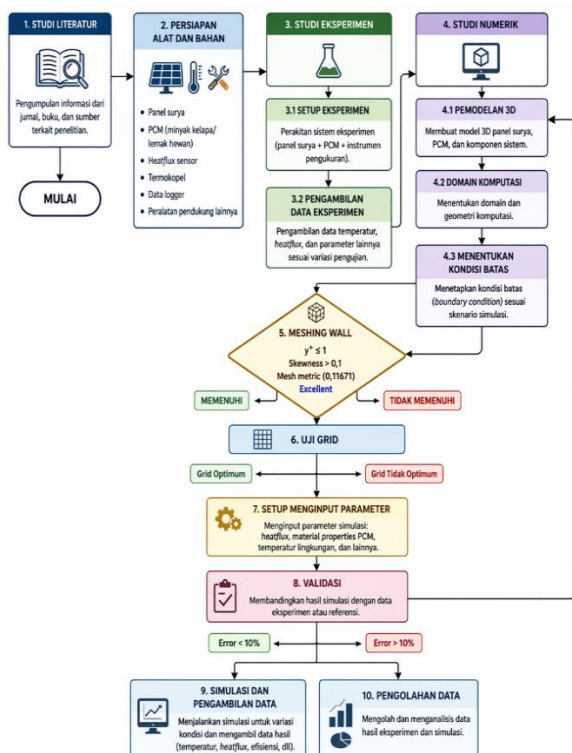 1. STUDI LITERATUR
Pengumpulan informasi dari
jurnal, buku, dan sumber
terkait penelitian.
MULAI
2. PERSIAPAN
ALAT DAN BAHAN
• Panel surya
• PCM (minyak kelapa/
lemak hewan)
• Heatflux sensor
• Termokopel
• Data logger
• Peralatan pendukung lainnya
3. STUDI EKSPERIMEN
3.1 SETUP EKSPERIMEN
Perakitan sistem eksperimen
(panel surya + PCM + instrumen
pengukuran).
3.2 PENGAMBILAN
DATA EKSPERIMEN
Pengambilan data temperatur,
heatflux, dan parameter lainnya
sesuai variasi pengujian.
4. STUDI NUMERIK
4.1 PEMODELAN 3D
Membuat model 3D panel surya,
PCM, dan komponen sistem.
4.2 DOMAIN KOMPUTASI
Menentukan domain dan
geometri komputasi.
4.3 MENENTUKAN
KONDISI BATAS
Menetapkan kondisi batas
(boundary condition) sesuai
skenario simulasi.
5. MESHING WALL
y⁺ ≤ 1
Skewness > 0,1
Mesh metric (0,11671)
Excellent
MEMENUHI
TIDAK MEMENUHI
6. UJI GRID
Grid Optimum
Grid Tidak Optimum
7. SETUP MENGINPUT PARAMETER
Menginput parameter simulasi:
heatflux, material properties PCM,
temperatur lingkungan, dan lainnya.
8. VALIDASI
Membandingkan hasil simulasi dengan data
eksperimen atau referensi.
Error < 10%
Error > 10%
9. SIMULASI DAN
PENGAMBILAN DATA
Menjalankan simulasi untuk variasi
kondisi dan mengambil data hasil
(temperatur, heatflux, efisiensi, dll).
10. PENGOLAHAN DATA
Mengolah dan menganalisis data
hasil eksperimen dan simulasi.